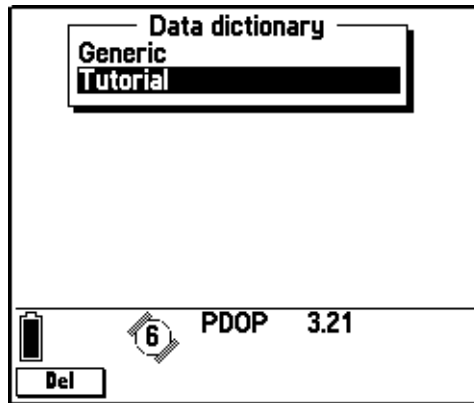 Data dictionary
Generic
Tutorial
6 PDOP 3.21
Del